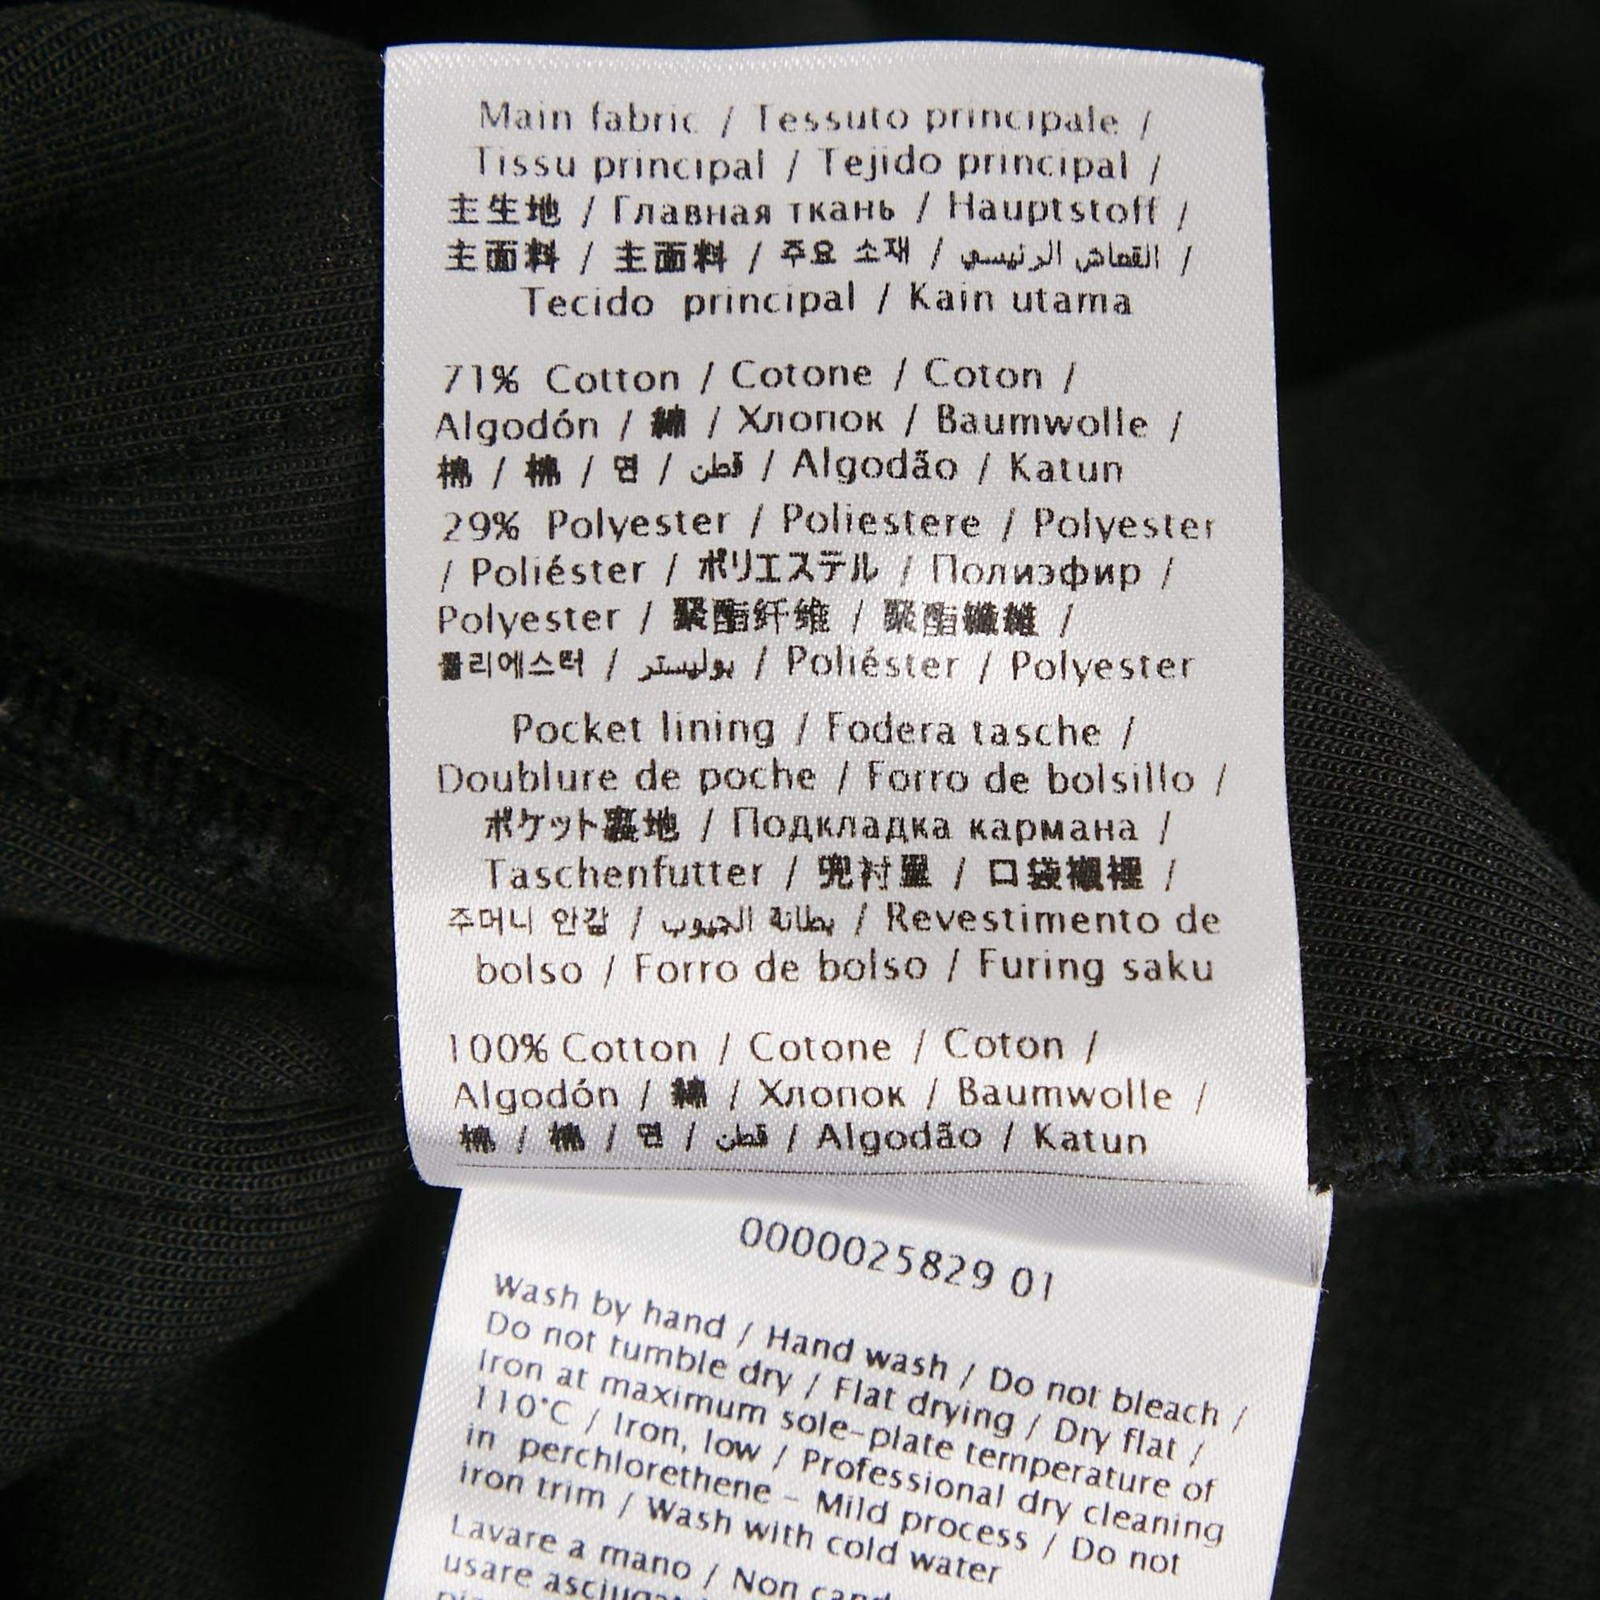 Main fabric / Tessuto principale /
Tissu principal / Tejido principal /
主生地 / Главная ткань / Hauptstoff /
主面料 / 主面料 / 주요 소재 / القماش الرئيسي /
Tecido principal / Kain utama
71% Cotton / Cotone / Coton /
Algodón / 綿 / Хлопок / Baumwolle /
棉 / 棉 / 면 / قطن / Algodão / Katun
29% Polyester / Poliestere / Polyester
/ Poliéster / ポリエステル / Полиэфир /
Polyester / 聚酯纤维 / 聚酯纖維 /
폴리에스터 / بوليستر / Poliéster / Polyester
Pocket lining / Fodera tasche /
Doublure de poche / Forro de bolsillo /
ポケット裏地 / Подкладка кармана /
Taschenfutter / 兜衬里 / 口袋襯裡 /
주머니 안감 / بطانة الجيوب / Revestimento de
bolso / Forro de bolso / Furing saku
100% Cotton / Cotone / Coton /
Algodón / 綿 / Хлопок / Baumwolle /
棉 / 棉 / 면 / قطن / Algodão / Katun
0000025829 01
Wash by hand / Hand wash / Do not bleach /
Do not tumble dry / Flat drying / Dry flat /
Iron at maximum sole-plate temperature of
110°C / Iron, low / Professional dry cleaning
in perchlorethene - Mild process / Do not
iron trim / Wash with cold water
Lavare a mano / Non
usare